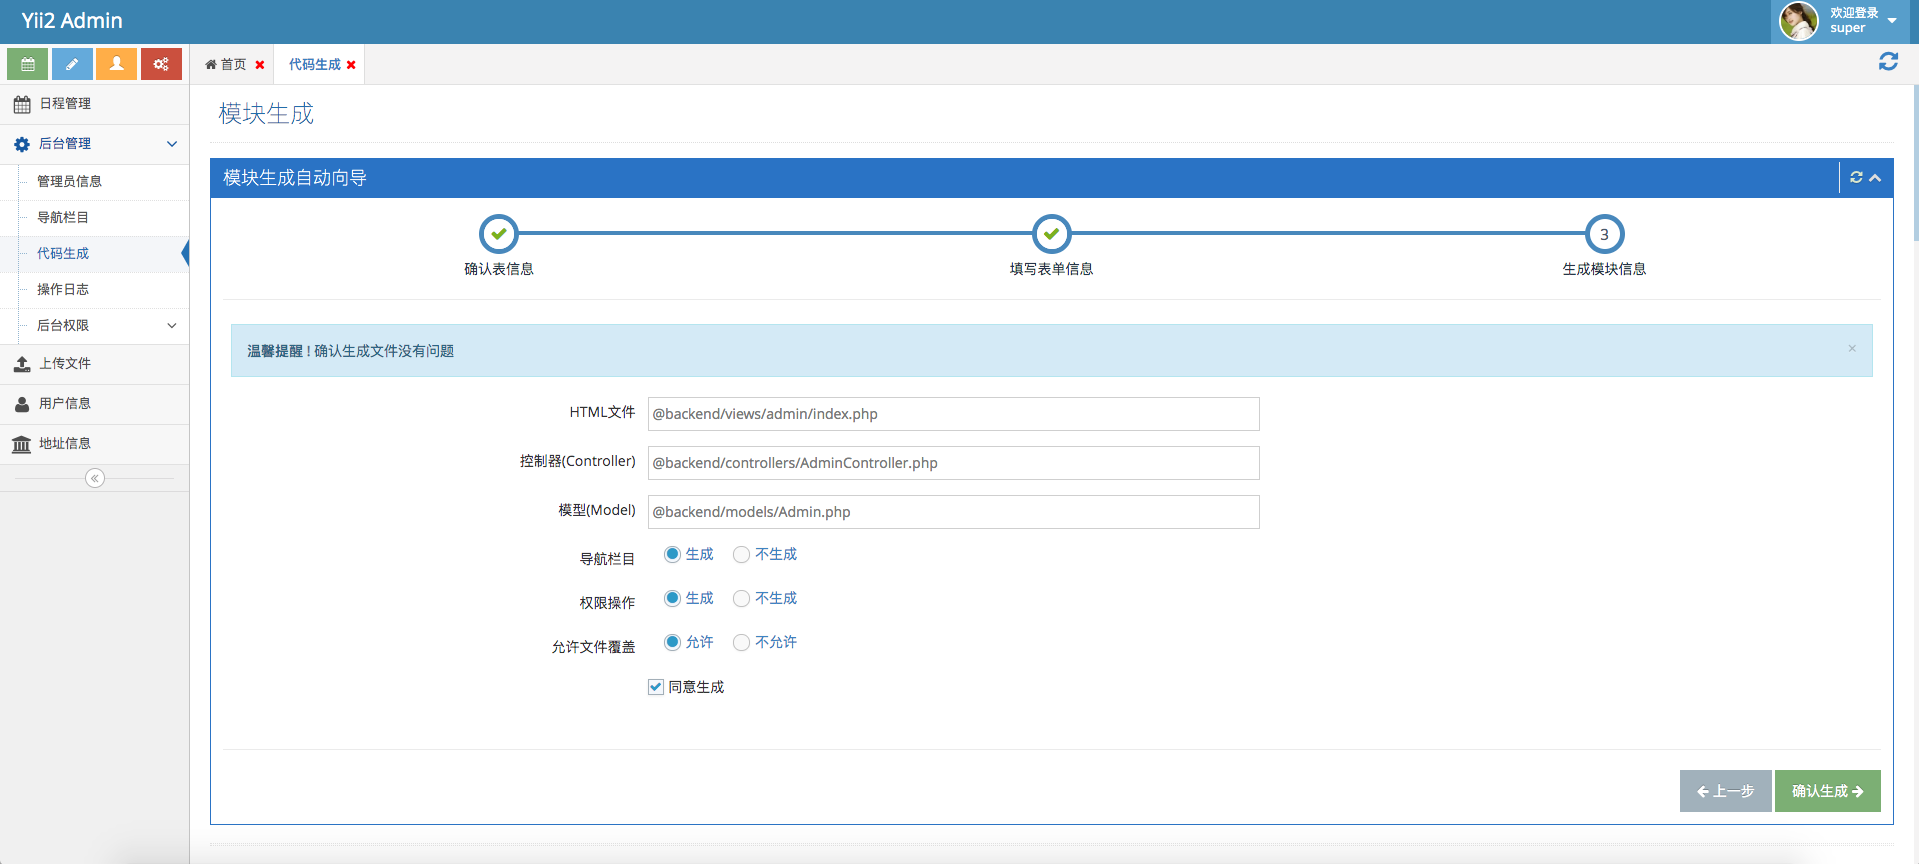 Yii2 Admin
欢迎登录
super
首页
代码生成
日程管理
后台管理
管理员信息
导航栏目
代码生成
操作日志
后台权限
上传文件
用户信息
地址信息
模块生成
模块生成自动向导
3
确认表信息
填写表单信息
生成模块信息
温馨提醒 ! 确认生成文件没有问题
×
HTML文件 @backend/views/admin/index.php
控制器(Controller) @backend/controllers/AdminController.php
模型(Model) @backend/models/Admin.php
导航栏目 生成 不生成
权限操作 生成 不生成
允许文件覆盖 允许 不允许
同意生成
上一步
确认生成